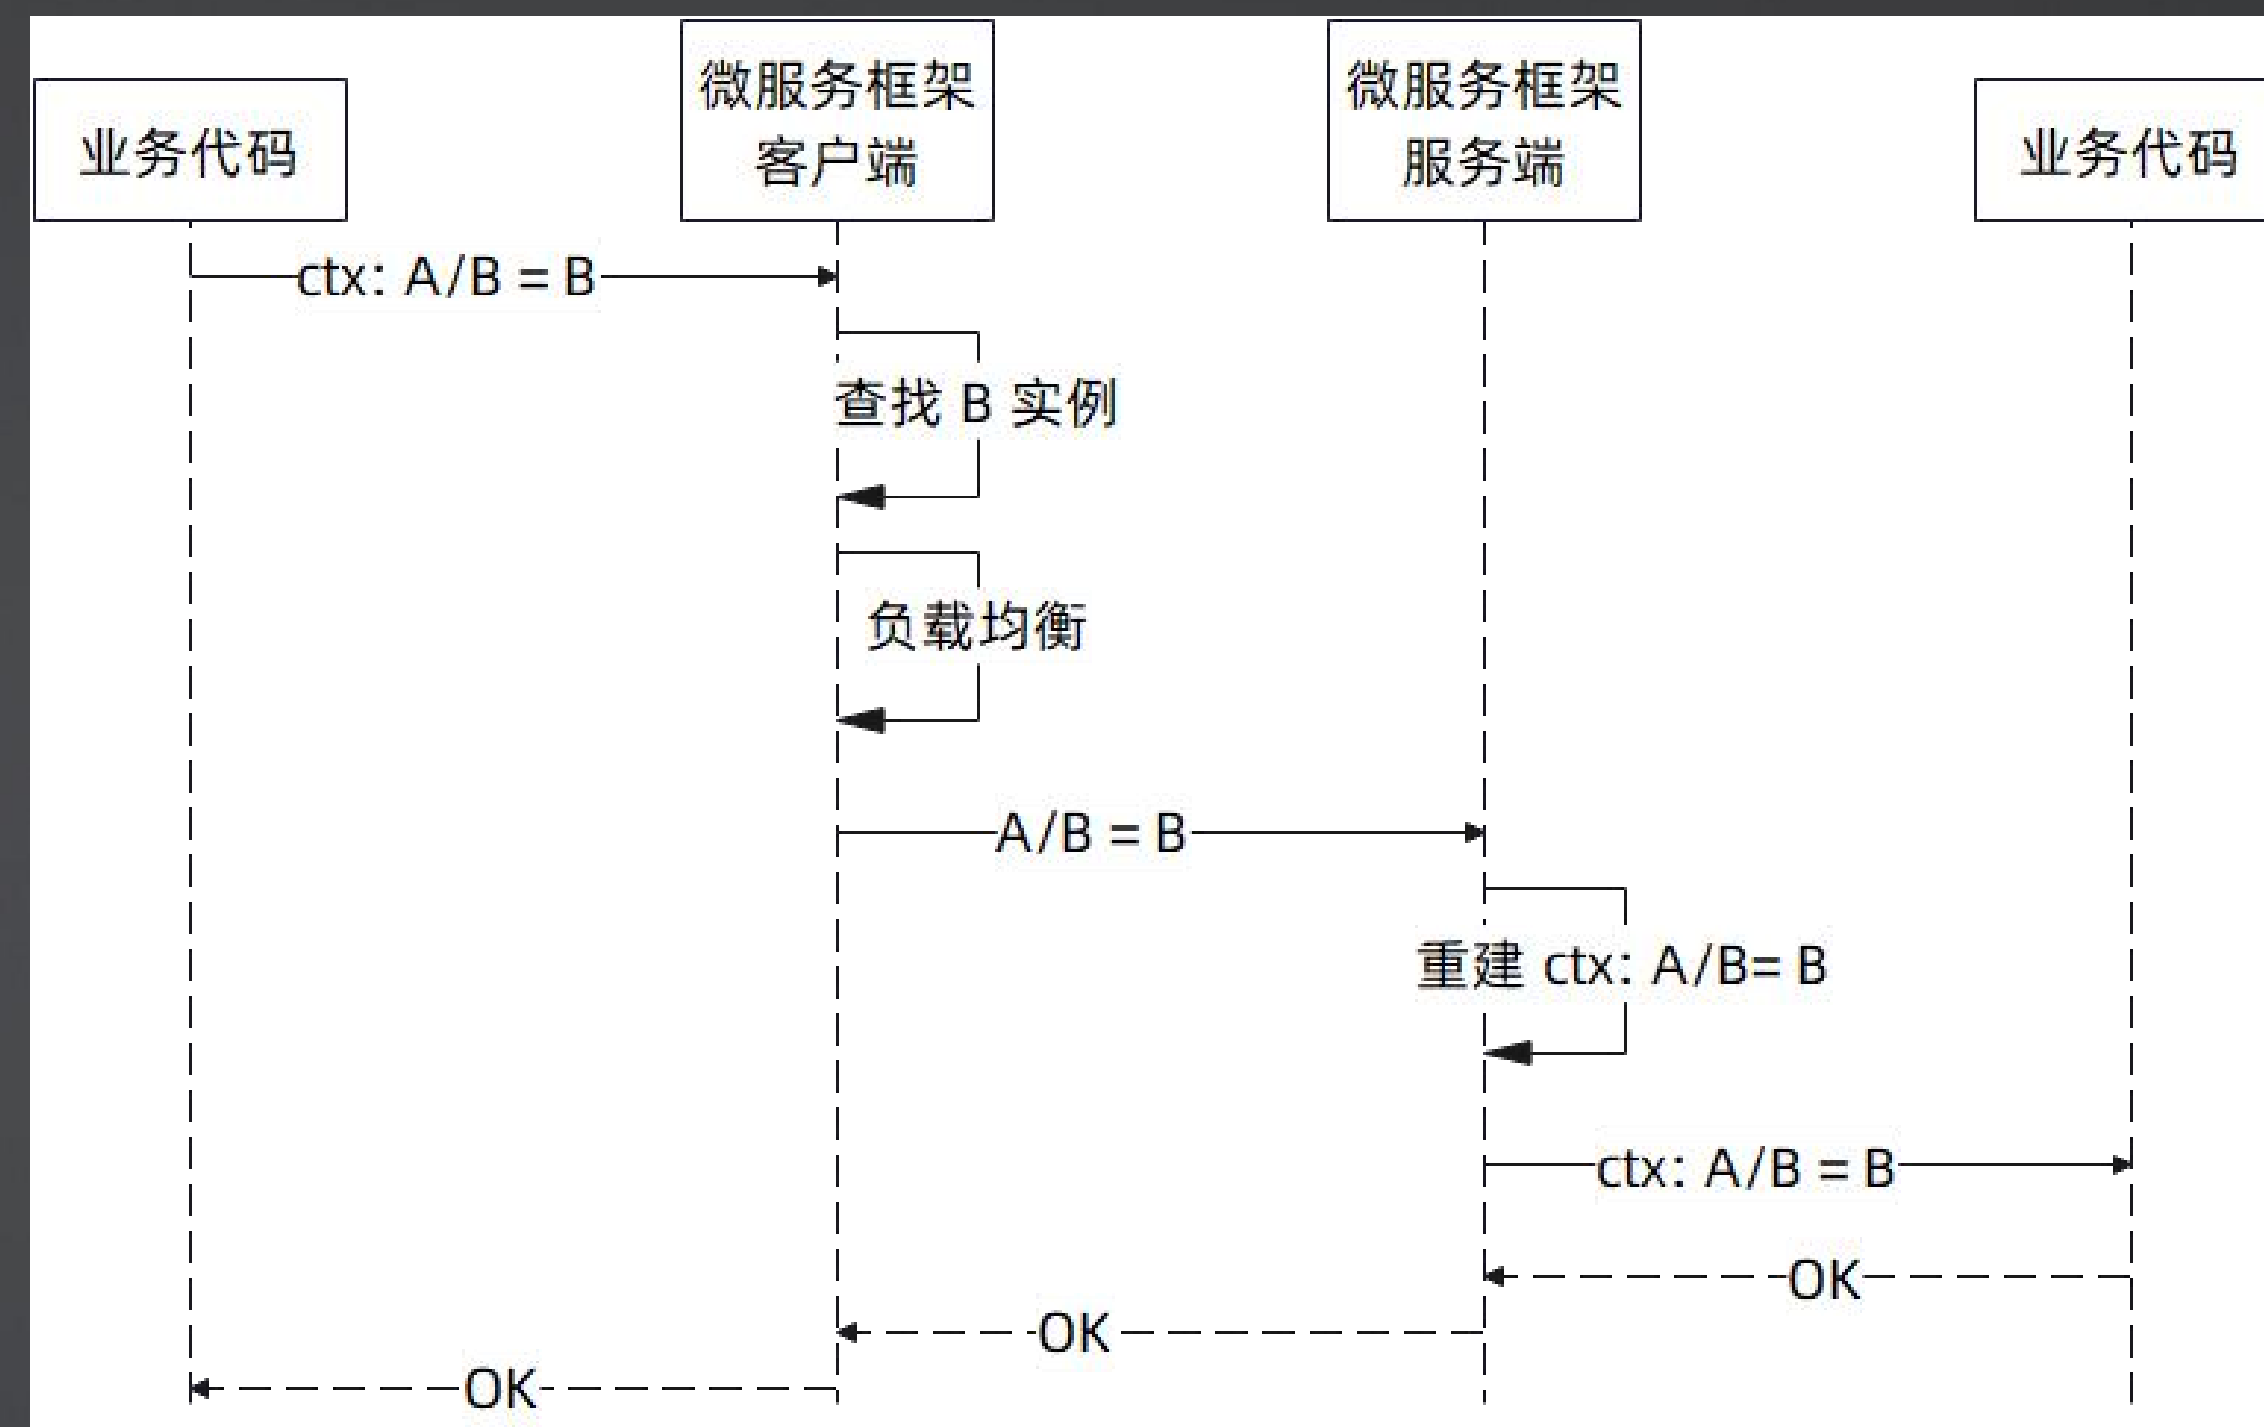 业务代码
微服务框架
客户端
微服务框架
服务端
业务代码
ctx: A/B = B
查找 B 实例
负载均衡
A/B = B
重建 ctx: A/B= B
ctx: A/B = B
OK
OK
OK